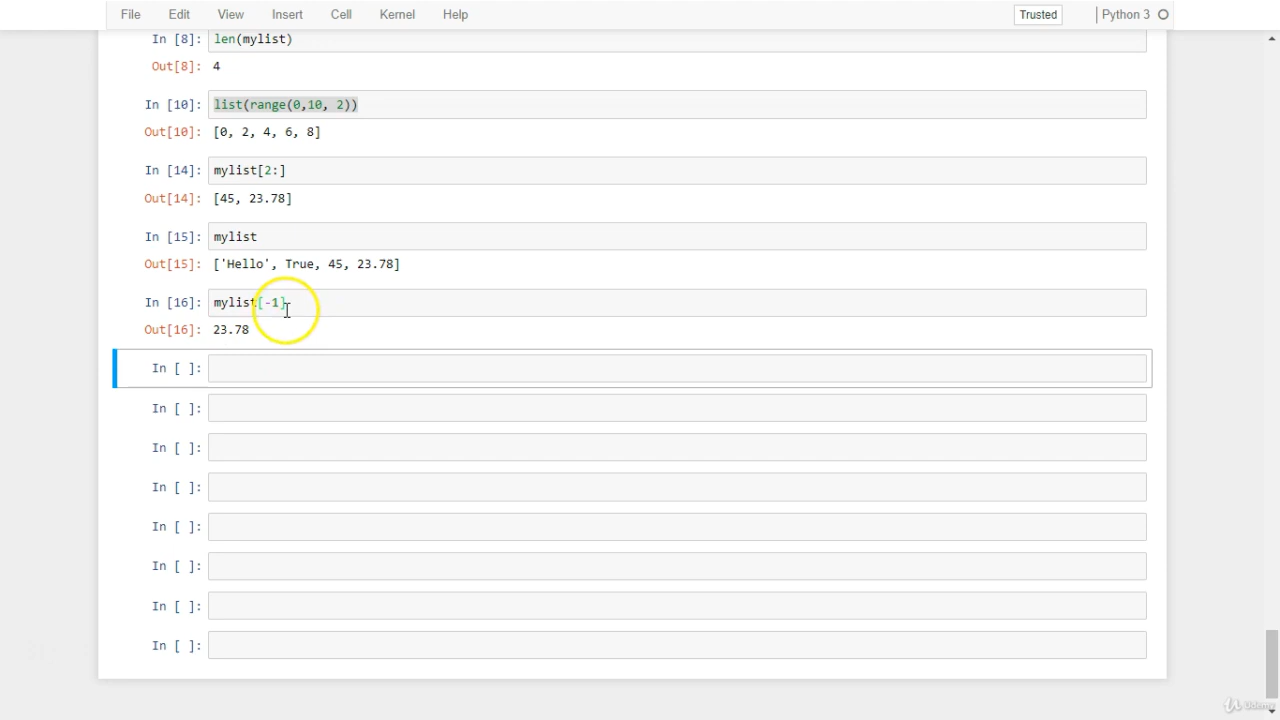 File Edit View Insert Cell Kernel Help Trusted Python 3
In [8]: len(mylist)
Out[8]: 4
In [10]: list(range(0,10, 2))
Out[10]: [0, 2, 4, 6, 8]
In [14]: mylist[2:]
Out[14]: [45, 23.78]
In [15]: mylist
Out[15]: ['Hello', True, 45, 23.78]
In [16]: mylist[-1]
Out[16]: 23.78
In [ ]:
In [ ]:
In [ ]:
In [ ]:
In [ ]:
In [ ]:
In [ ]:
In [ ]:
Udemy